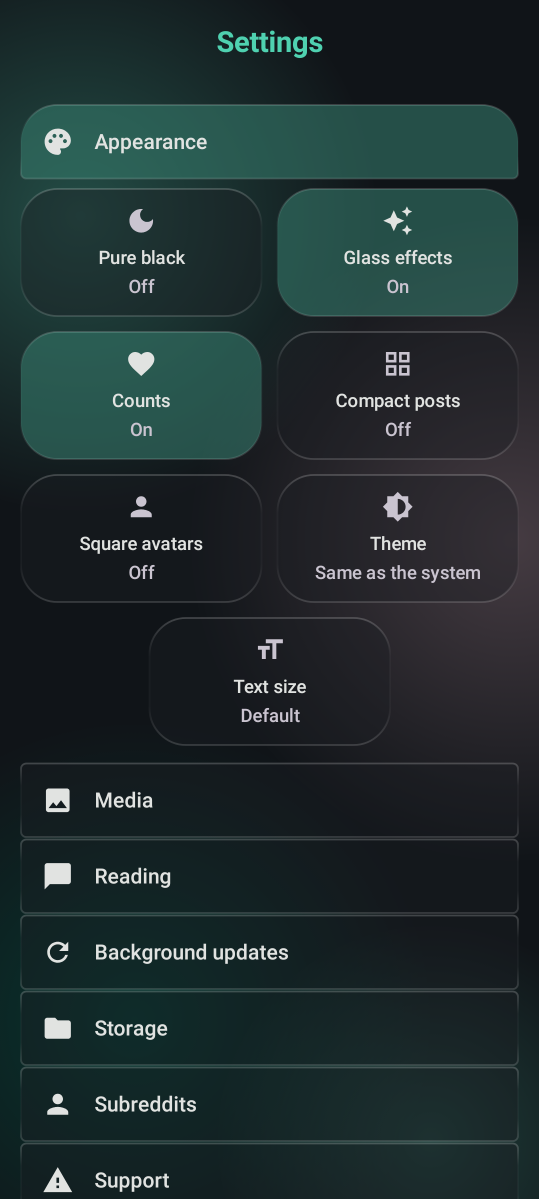 Settings
Appearance
Pure black
Off
Glass effects
On
Counts
On
Compact posts
Off
Square avatars
Off
Theme
Same as the system
Text size
Default
Media
Reading
Background updates
Storage
Subreddits
Support